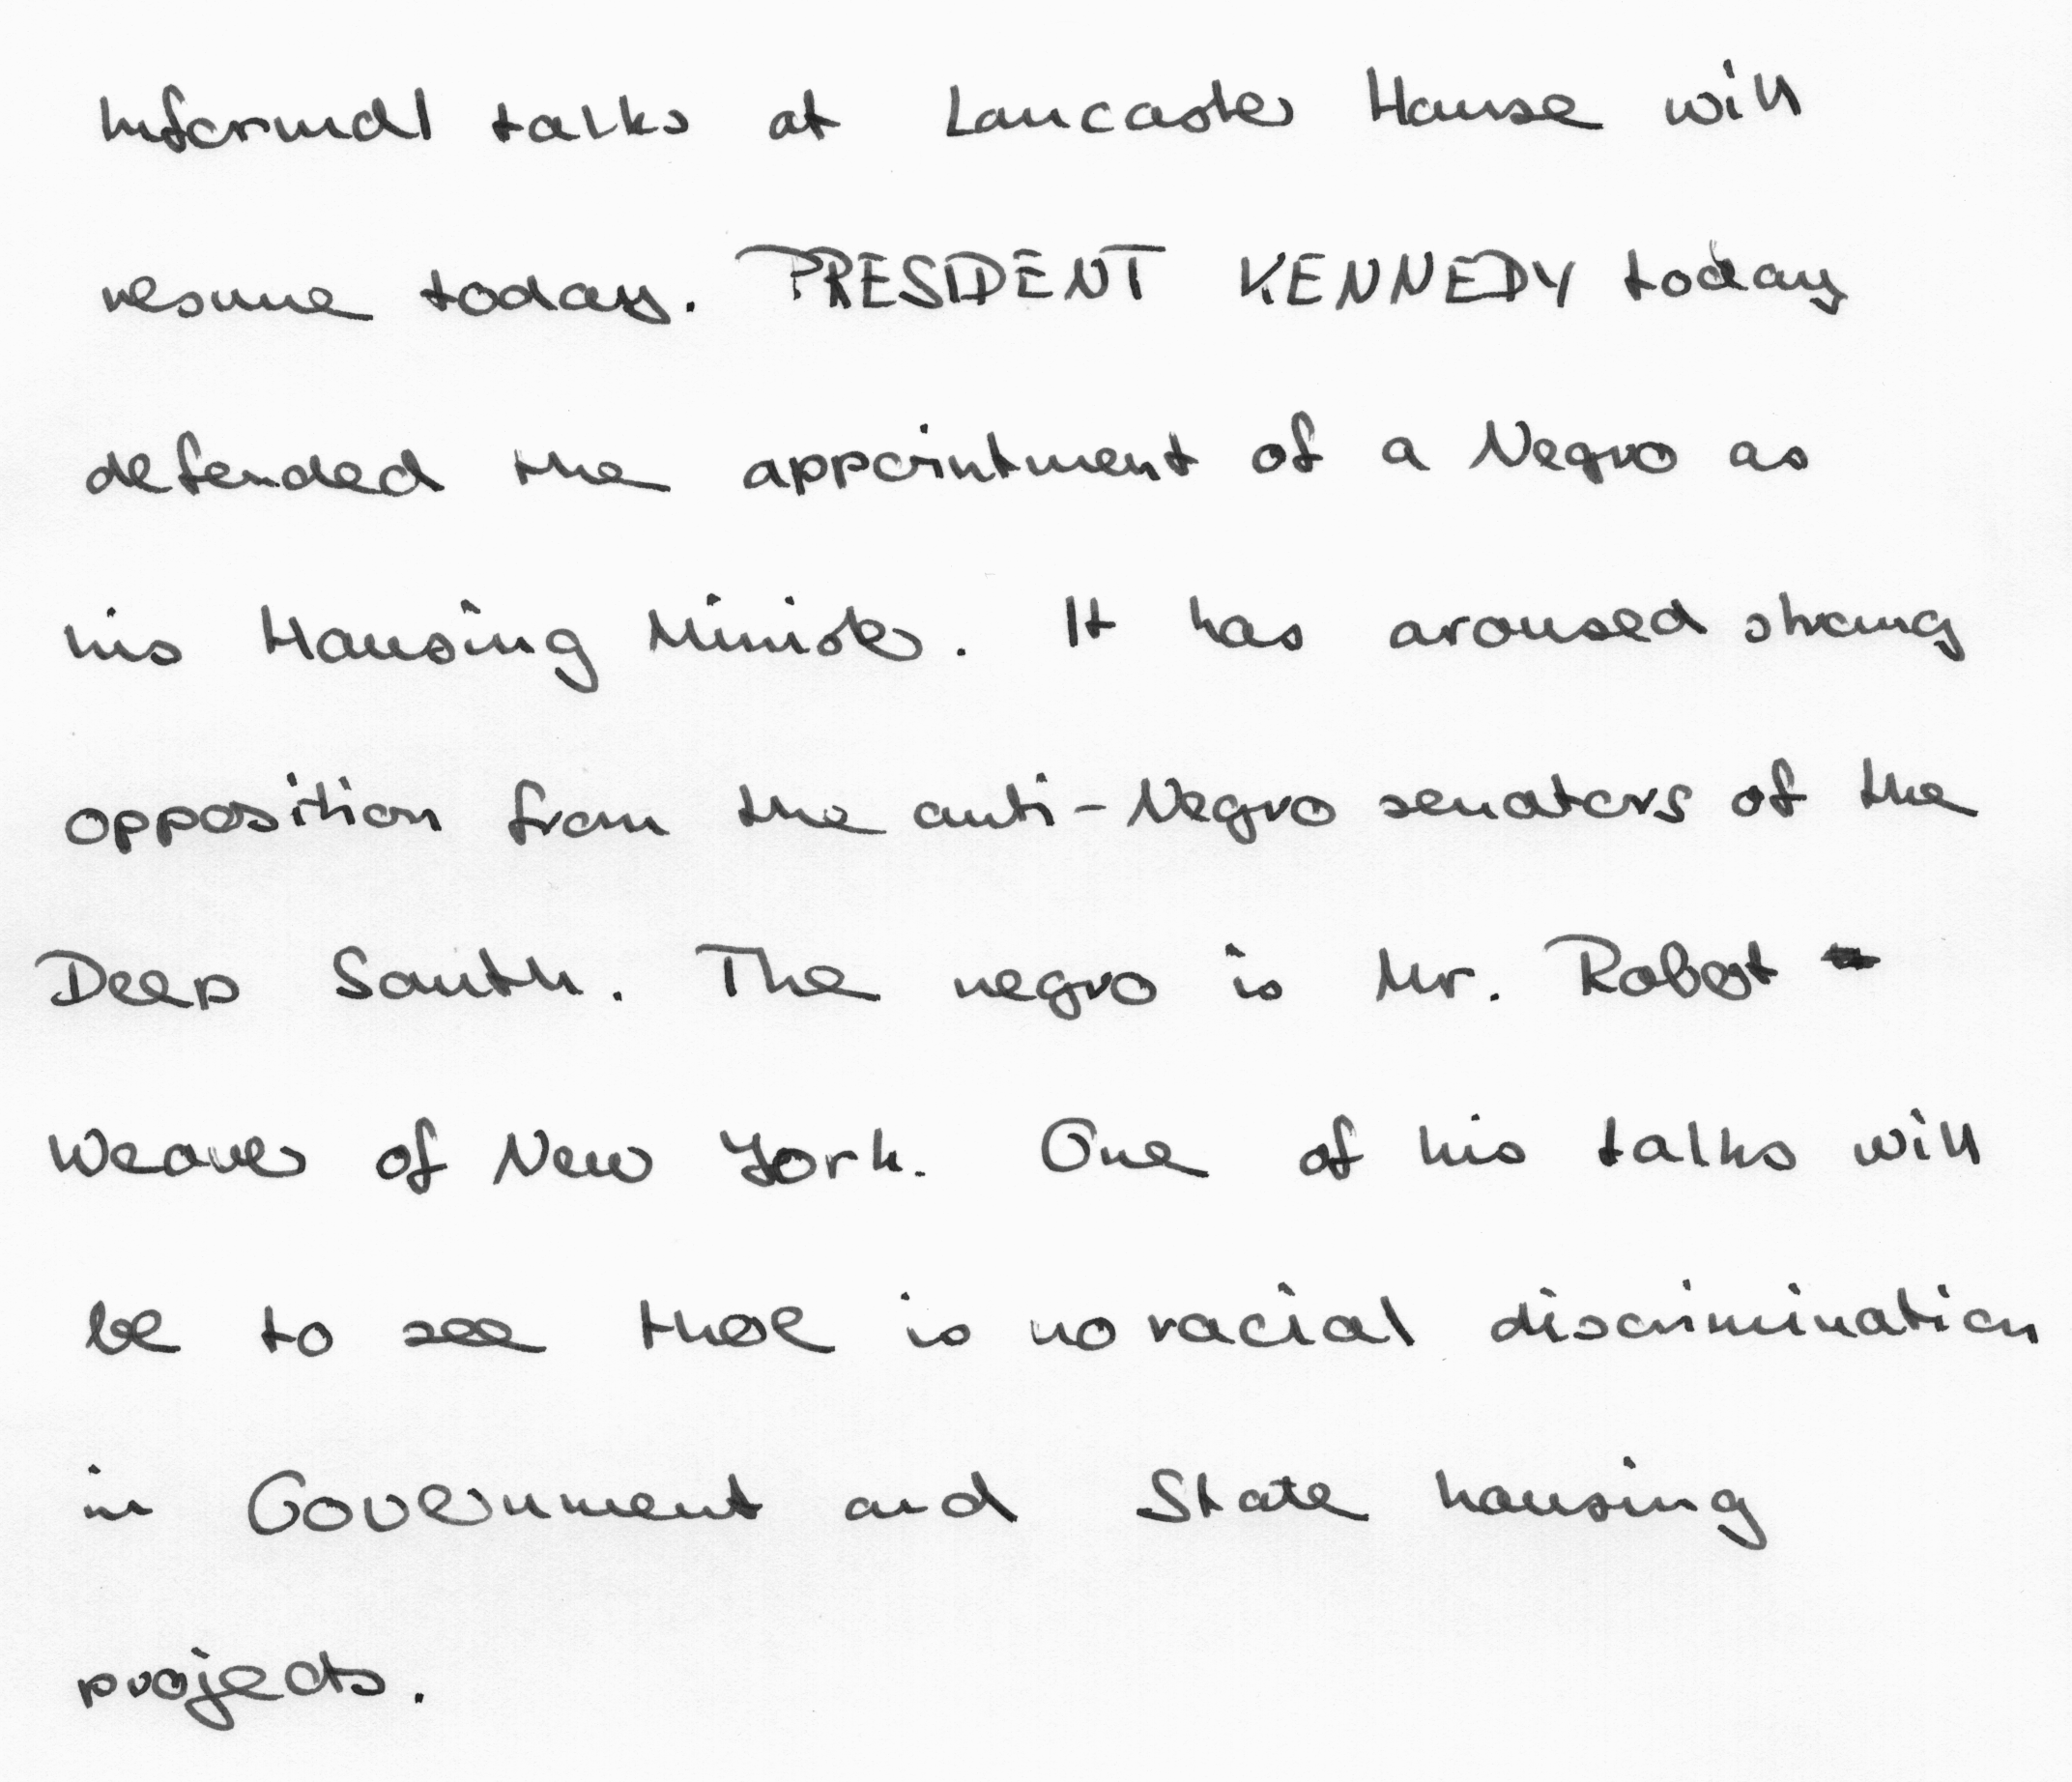 Informal talks at Lancaster House will
resume today. PRESIDENT KENNEDY today
defended the appointment of a Negro as
his Housing Minister. It has aroused strong
opposition from the anti-Negro senators of the
Deep South. The negro is Mr. Robert
Weaver of New York. One of his talks will
be to see there is no racial discrimination
in Government and State housing
projects.